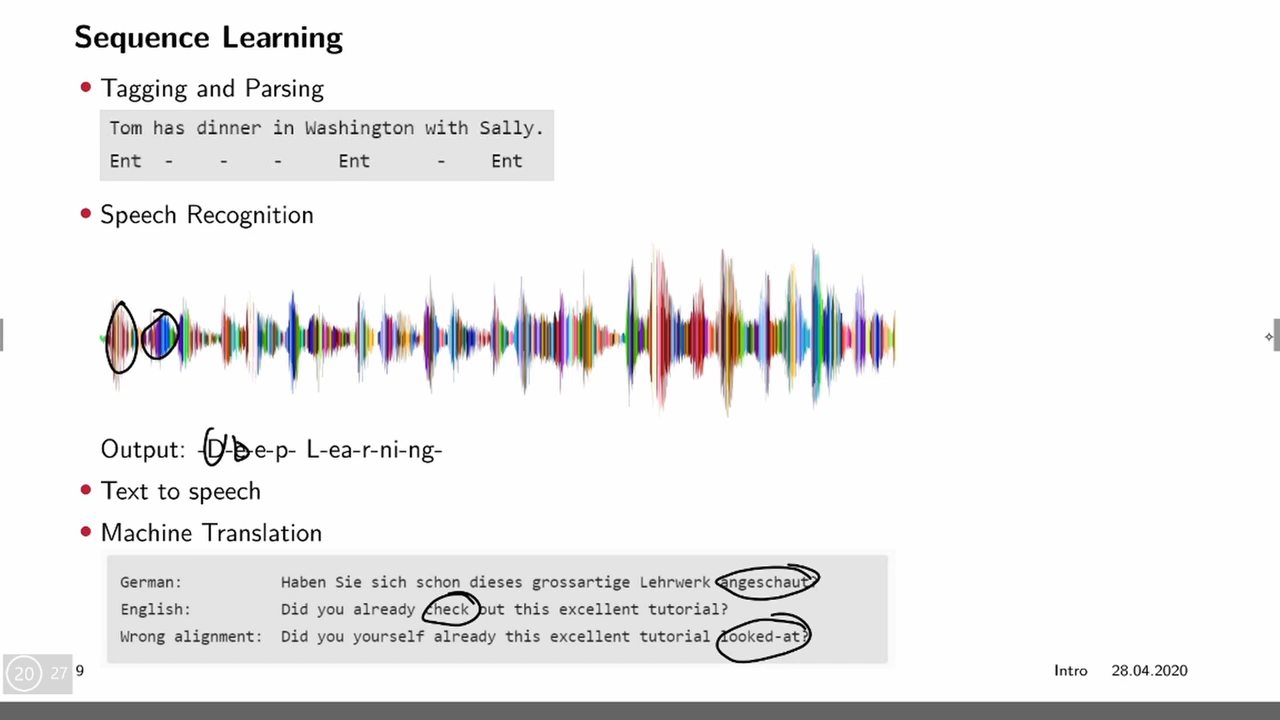 Sequence Learning
• Tagging and Parsing
Tom has dinner in Washington with Sally.
Ent - - - Ent - Ent
• Speech Recognition
Output: -D-e-e-p- L-ea-r-ni-ng-
• Text to speech
• Machine Translation
German: Haben Sie sich schon dieses grossartige Lehrwerk angeschaut?
English: Did you already check out this excellent tutorial?
Wrong alignment: Did you yourself already this excellent tutorial looked-at?
20 27 9 Intro 28.04.2020